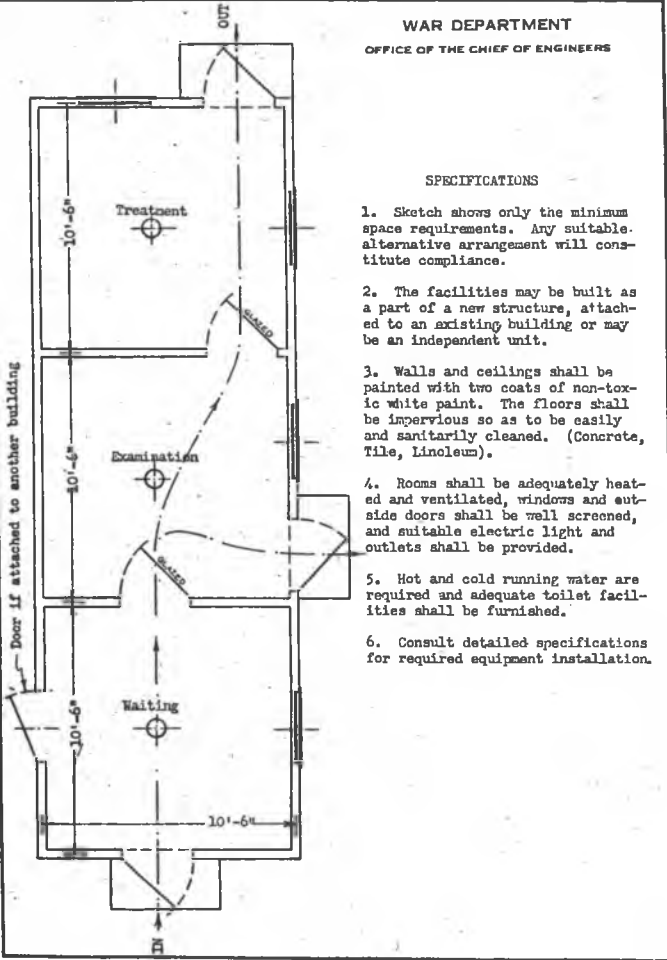 WAR DEPARTMENT
OFFICE OF THE CHIEF OF ENGINEERS
SPECIFICATIONS
1. Sketch shows only the minimum
space requirements. Any suitable
alternative arrangement will cons-
titute compliance.
2. The facilities may be built as
a part of a new structure, attach-
ed to an existing building or may
be an independent unit.
3. Walls and ceilings shall be
painted with two coats of non-tox-
ic white paint. The floors shall
be impervious so as to be easily
and sanitarily cleaned. (Concrete,
Tile, Linoleum).
4. Rooms shall be adequately heat-
ed and ventilated, windows and out-
side doors shall be well screened,
and suitable electric light and
outlets shall be provided.
5. Hot and cold running water are
required and adequate toilet facil-
ities shall be furnished.
6. Consult detailed specifications
for required equipment installation.
OUT
Treatment
10'-6"
GLAZED
Examination
10'-6"
GLAZED
Door if attached to another building
Waiting
10'-6"
10'-6"
IN